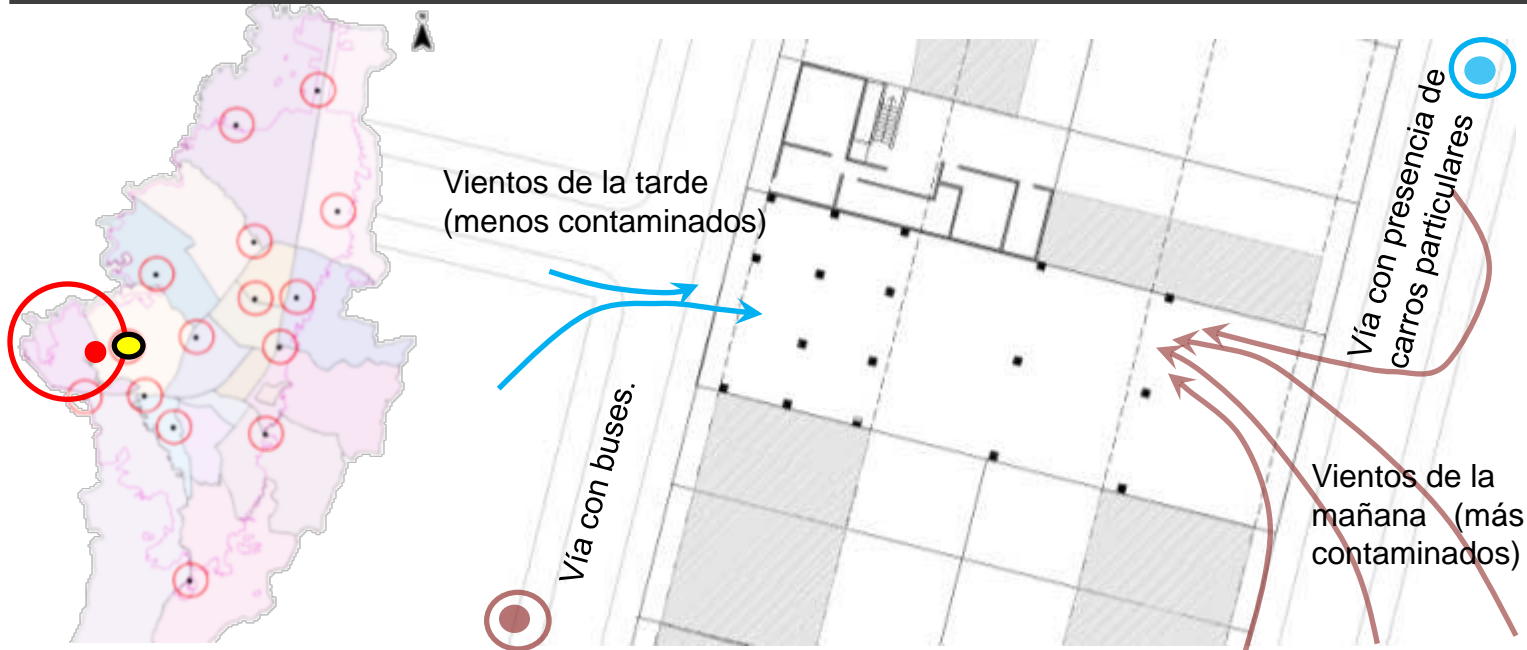 Vientos de la tarde
(menos contaminados)
Vía con buses.
Vía con presencia de
carros particulares
Vientos de la
mañana (más
contaminados)